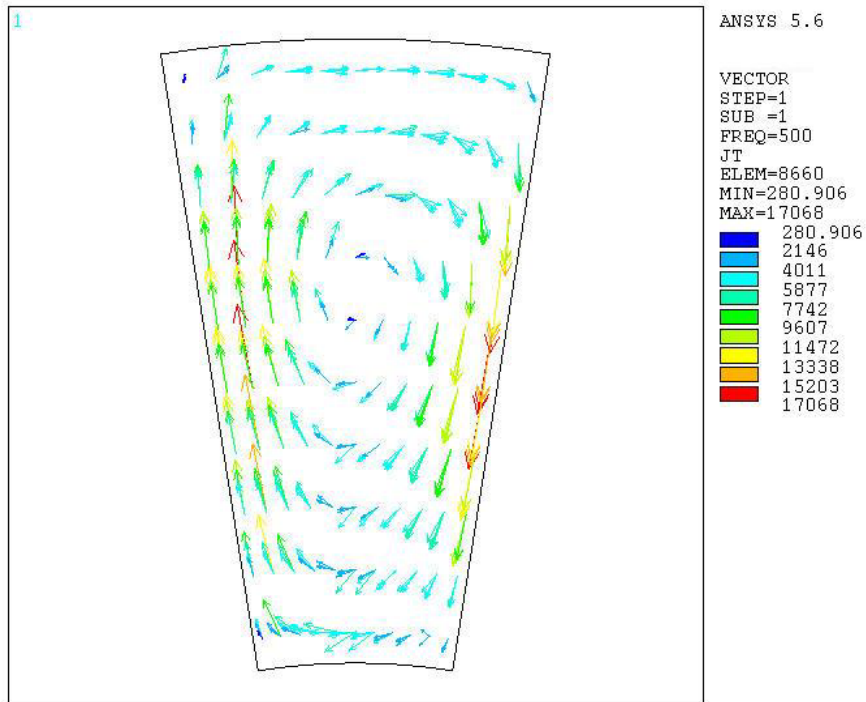 1
ANSYS 5.6
VECTOR
STEP=1
SUB =1
FREQ=500
JT
ELEM=8660
MIN=280.906
MAX=17068
280.906
2146
4011
5877
7742
9607
11472
13338
15203
17068